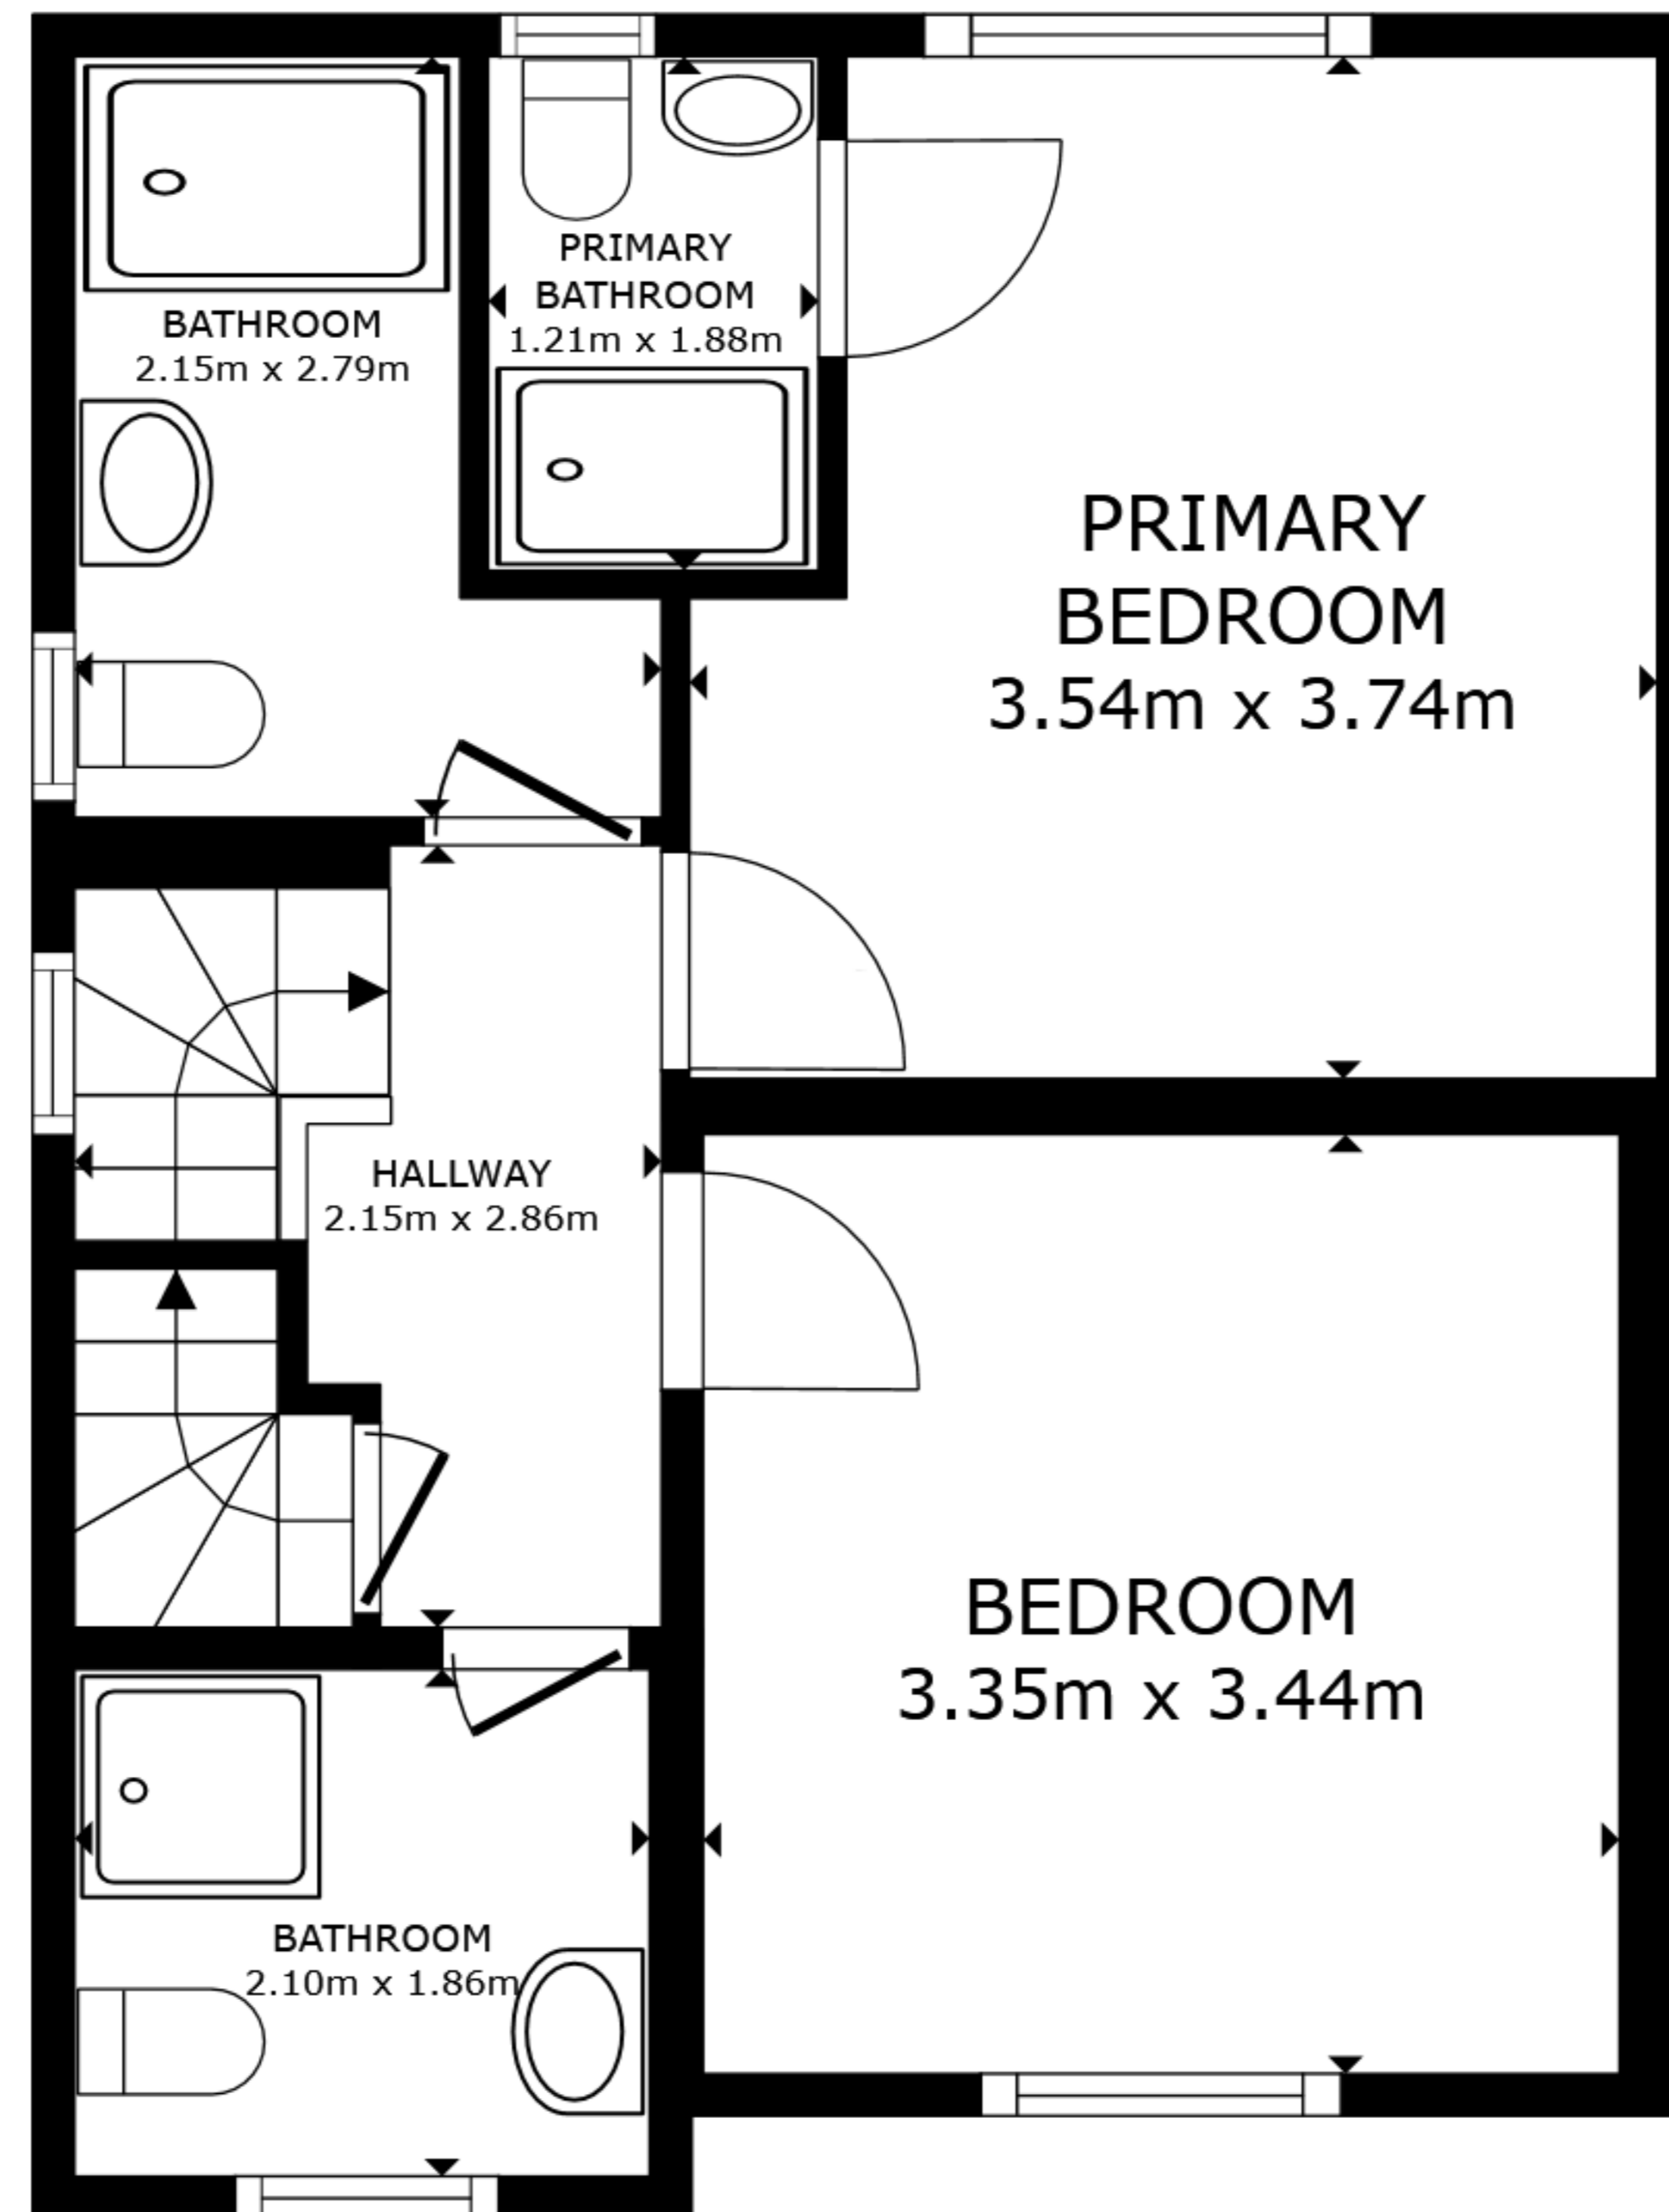 PRIMARY
BATHROOM
1.21m x 1.88m
BATHROOM
2.15m x 2.79m
PRIMARY
BEDROOM
3.54m x 3.74m
HALLWAY
2.15m x 2.86m
BEDROOM
3.35m x 3.44m
BATHROOM
2.10m x 1.86m